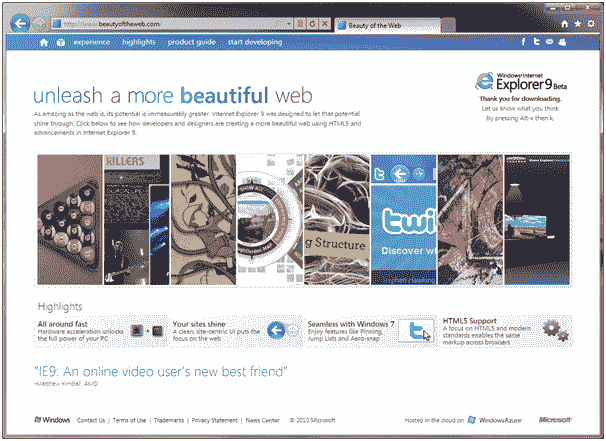 http://www.beautyoftheweb.com/
Beauty of the Web
experience highlights product guide start developing
unleash a more beautiful web
As amazing as the web is, its potential is immeasurably greater. Internet Explorer 9 was designed to let that potential
shine through. Click below to see how developers and designers are creating a more beautiful web using HTML5 and
advancements in Internet Explorer 9.
Windows Internet
Explorer 9 Beta
Thank you for downloading.
Let us know what you think
by pressing Alt-x then k.
KILLERS
SHOW ALL
g Structure
twi
Discover w
Highlights
All around fast
Hardware acceleration unlocks
the full power of your PC
Your sites shine
A clean, site-centric UI puts the
focus on the web
Seamless with Windows 7
Enjoy features like Pinning,
Jump Lists and Aero-snap
HTML5 Support
A focus on HTML5 and modern
standards enables the same
markup across browsers
"IE9: An online video user's new best friend"
-Matthew Kimball, AMD
Windows Contact Us | Terms of Use | Trademarks | Privacy Statement | News Center © 2010 Microsoft
Hosted in the cloud on WindowsAzure Microsoft